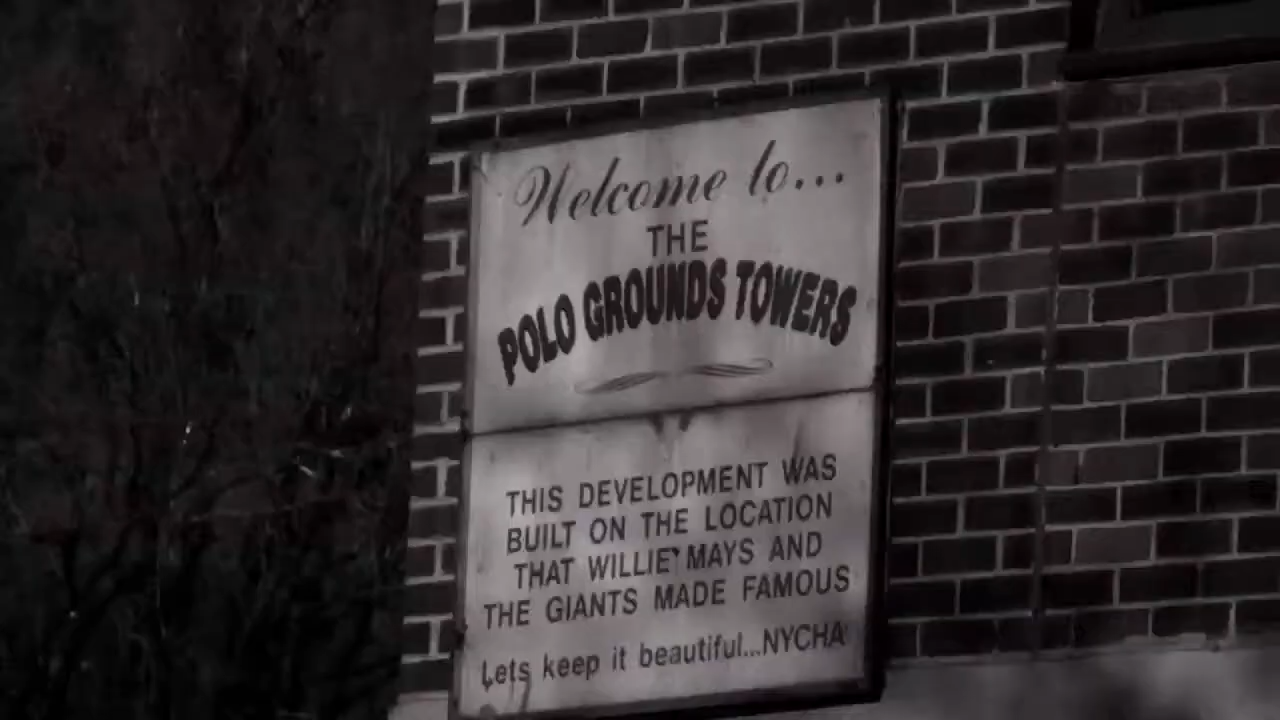 Welcome to...
THE
POLO GROUNDS TOWERS
THIS DEVELOPMENT WAS
BUILT ON THE LOCATION
THAT WILLIE MAYS AND
THE GIANTS MADE FAMOUS
Lets keep it beautiful...NYCHA